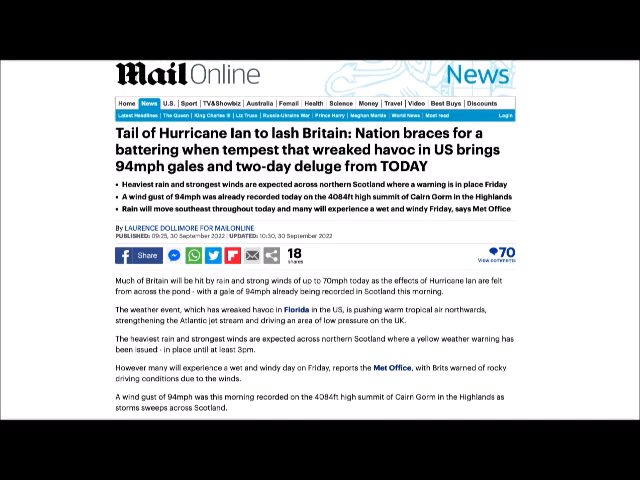 Mail Online
News
Home News U.S. Sport TV&Showbiz Australia Femail Health Science Money Travel Video Best Buys Discounts
Latest Headlines The Queen King Charles III Liz Truss Russia-Ukraine War Prince Harry Meghan Markle World News Most read Login
Tail of Hurricane Ian to lash Britain: Nation braces for a
battering when tempest that wreaked havoc in US brings
94mph gales and two-day deluge from TODAY
• Heaviest rain and strongest winds are expected across northern Scotland where a warning is in place Friday
• A wind gust of 94mph was already recorded today on the 4084ft high summit of Cairn Gorm in the Highlands
• Rain will move southeast throughout today and many will experience a wet and windy Friday, says Met Office
By LAURENCE DOLLIMORE FOR MAILONLINE
PUBLISHED: 09:25, 30 September 2022 | UPDATED: 10:30, 30 September 2022
Share
18
shares
70
View comments
Much of Britain will be hit by rain and strong winds of up to 70mph today as the effects of Hurricane Ian are felt
from across the pond - with a gale of 94mph already being recorded in Scotland this morning.
The weather event, which has wreaked havoc in Florida in the US, is pushing warm tropical air northwards,
strengthening the Atlantic jet stream and driving an area of low pressure on the UK.
The heaviest rain and strongest winds are expected across northern Scotland where a yellow weather warning has
been issued - in place until at least 3pm.
However many will experience a wet and windy day on Friday, reports the Met Office, with Brits warned of rocky
driving conditions due to the winds.
A wind gust of 94mph was this morning recorded on the 4084ft high summit of Cairn Gorm in the Highlands as
storms sweeps across Scotland.